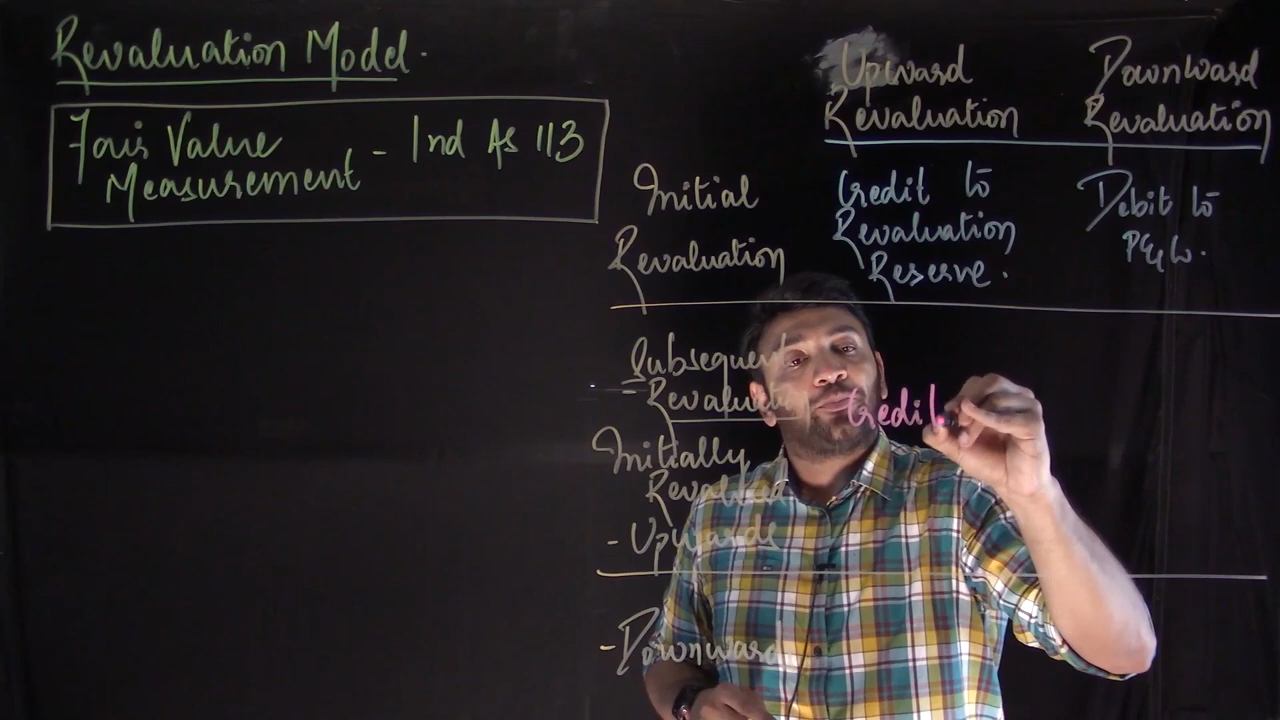 Revaluation Model.
Fair Value
Measurement - Ind As 113
Upward
Revaluation
Downward
Revaluation
Initial
Revaluation
Credit to
Revaluation
Reserve.
Debit to
Subsequent
Revaluation
Initially
Revalued
- Upwards
- Downward
Credit